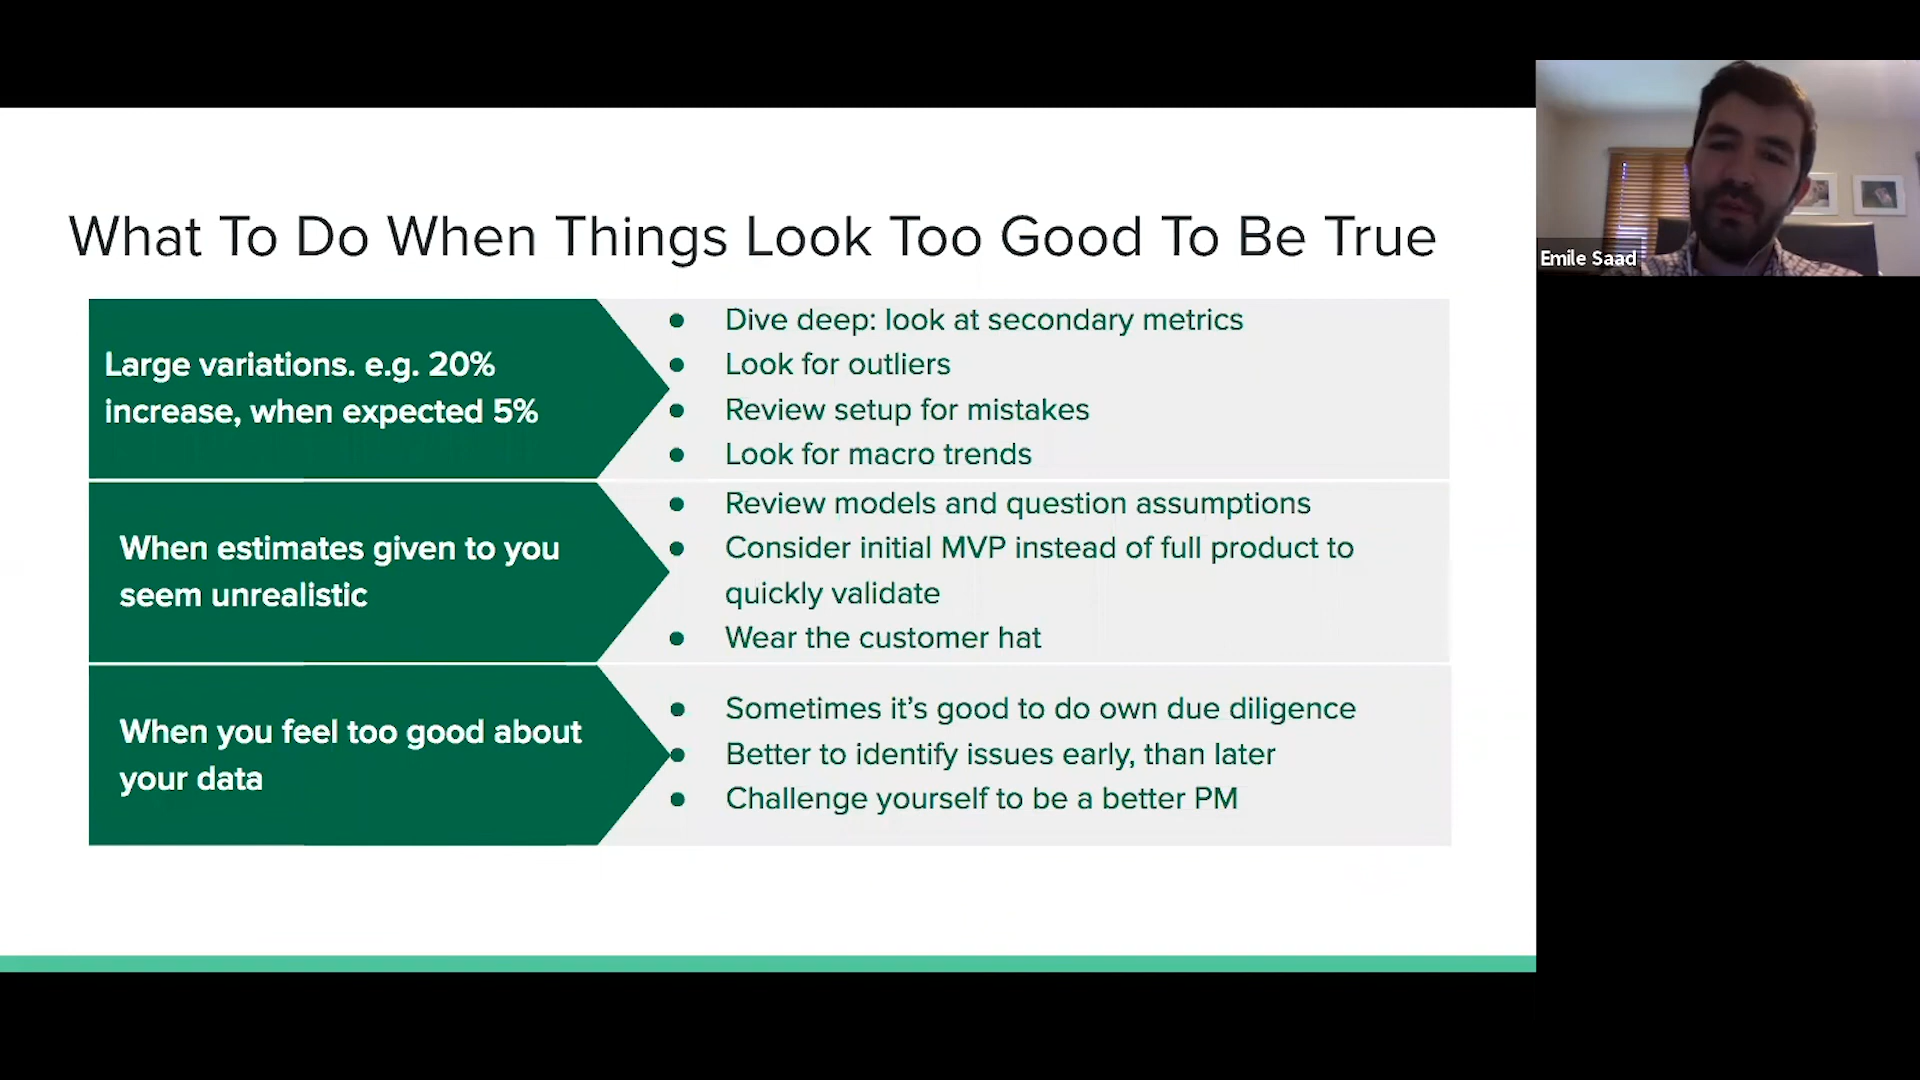 What To Do When Things Look Too Good To Be True
Emile Saad
Large variations. e.g. 20%
increase, when expected 5%
● Dive deep: look at secondary metrics
● Look for outliers
● Review setup for mistakes
● Look for macro trends
When estimates given to you
seem unrealistic
● Review models and question assumptions
● Consider initial MVP instead of full product to
quickly validate
● Wear the customer hat
When you feel too good about
your data
● Sometimes it’s good to do own due diligence
● Better to identify issues early, than later
● Challenge yourself to be a better PM